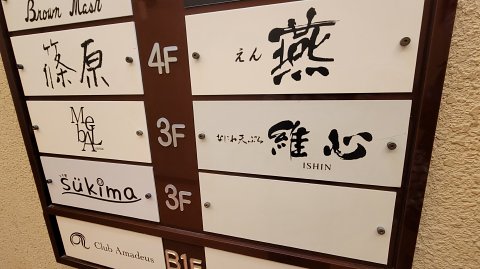 Brown Mash
篠原
4F
えん 燕
MeBAL
3F
なにわ天ぷら 維心
ISHIN
sukima
3F
Club Amadeus
B1F